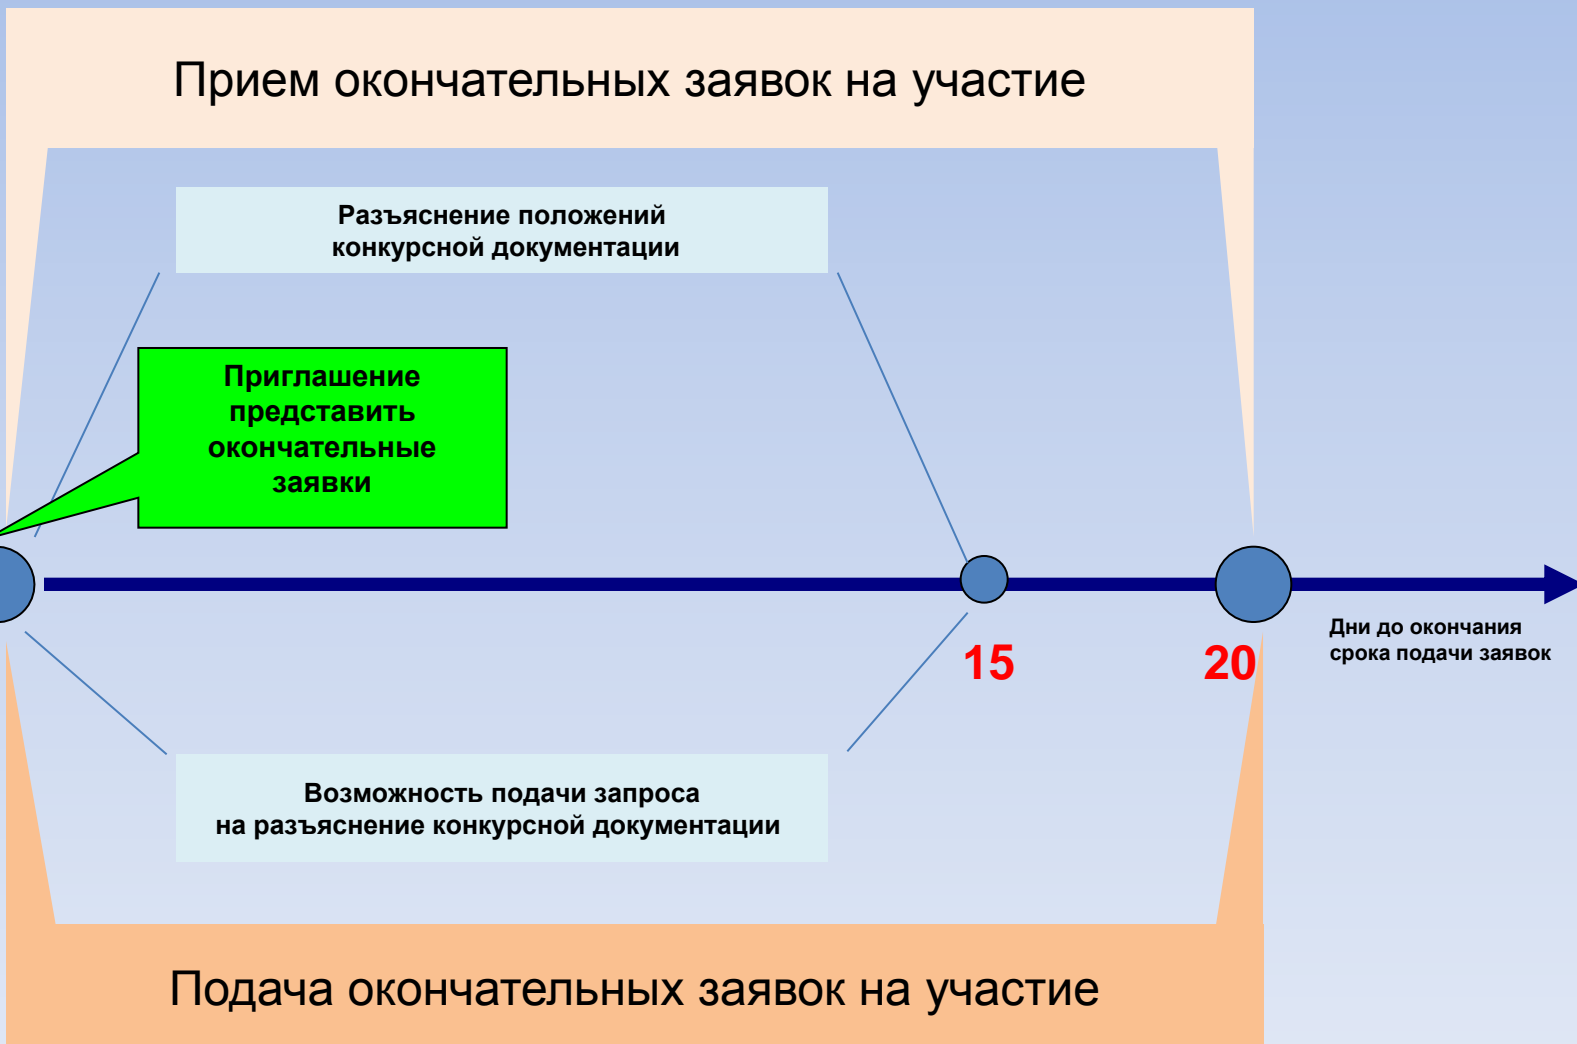 Прием окончательных заявок на участие
Разъяснение положений
конкурсной документации
Приглашение
представить
окончательные
заявки
15
20
Дни до окончания
срока подачи заявок
Возможность подачи запроса
на разъяснение конкурсной документации
Подача окончательных заявок на участие